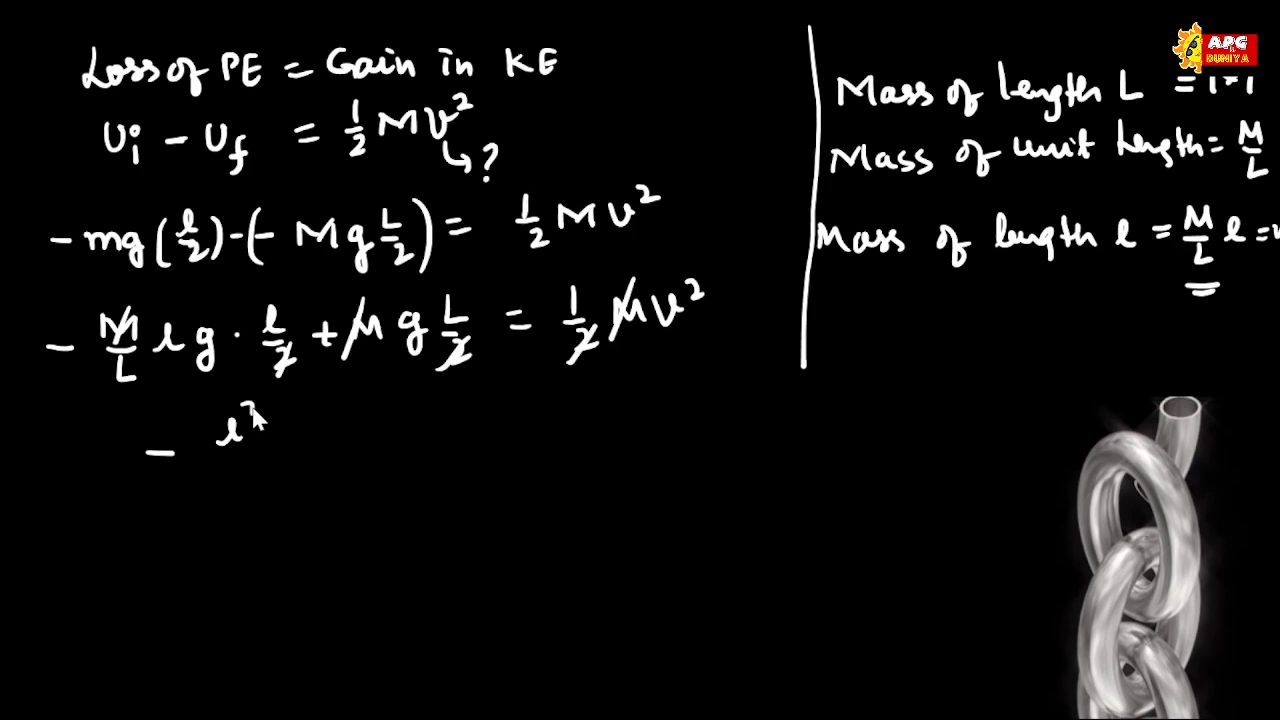 Loss of PE = Gain in KE
Ui - Uf = 1/2 MV²
↳ ?
- mg (l/2) - (- Mg L/2) = 1/2 MV²
- M/L l g · l/2 + M g L/2 = 1/2 MV²
- l²
APG
DUNIYA
Mass of length L =
Mass of unit length = M/L
Mass of length l = M/L l =